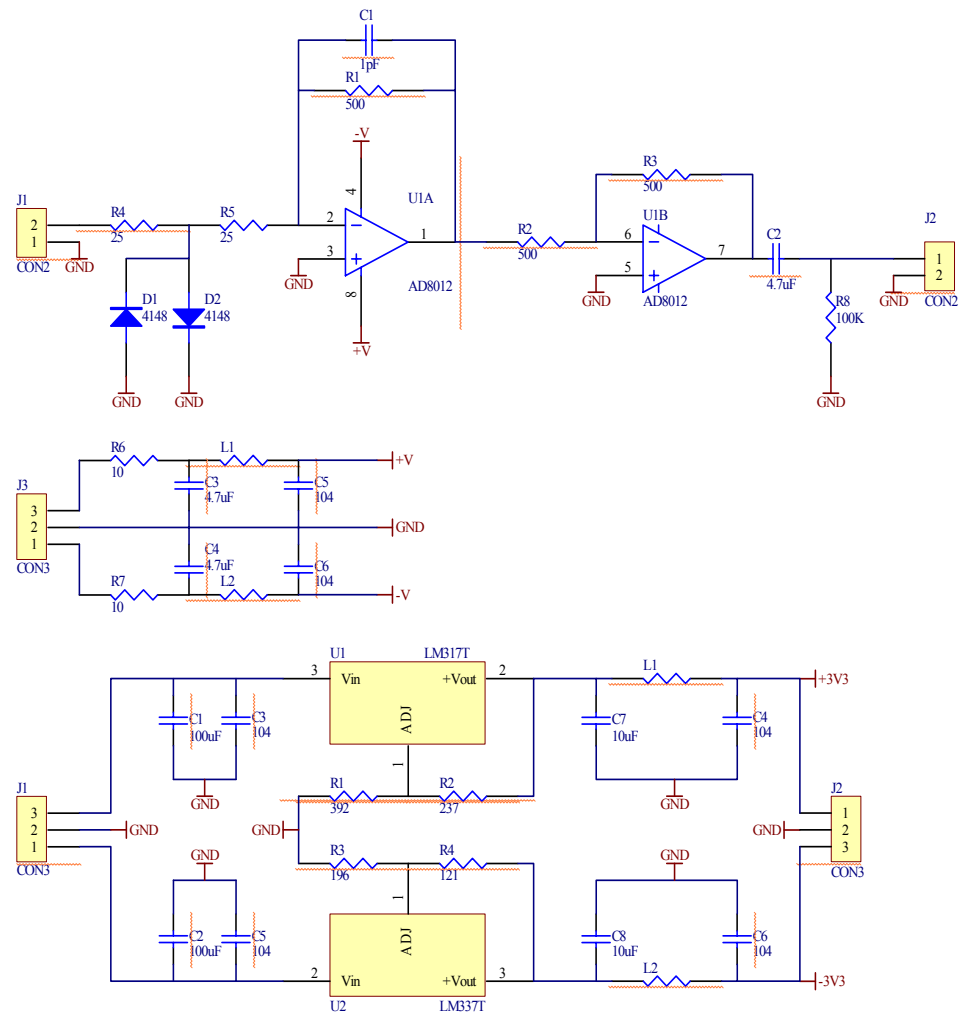 C1
1pF
R1
500
-V
4
U1A
R3
500
J1
2
1
CON2
GND
R4
25
R5
25
2
3
1
GND
8
AD8012
+V
R2
500
U1B
6
5
7
GND
AD8012
C2
4.7uF
J2
1
2
CON2
GND
R8
100K
GND
D1
4148
D2
4148
GND
GND
R6
10
L1
+V
J3
3
2
1
CON3
C3
4.7uF
C5
104
GND
C4
4.7uF
C6
104
R7
10
L2
-V
U1
LM317T
3
Vin
+Vout
2
ADJ
1
L1
+3V3
C1
100uF
C3
104
GND
C7
10uF
C4
104
GND
J1
3
2
1
CON3
GND
R1
392
R2
237
GND
R3
196
R4
121
J2
1
2
3
CON3
GND
GND
C2
100uF
C5
104
1
ADJ
2
Vin
+Vout
3
U2
LM337T
GND
C8
10uF
C6
104
L2
-3V3